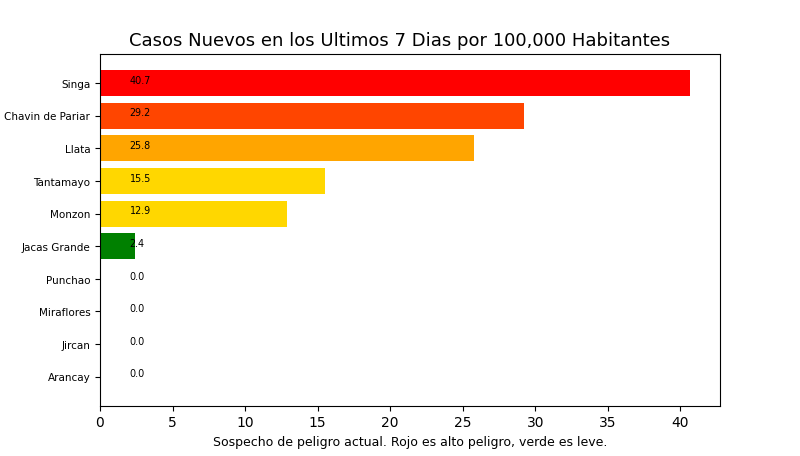 Casos Nuevos en los Ultimos 7 Dias por 100,000 Habitantes
Singa 40.7
Chavin de Pariar 29.2
Llata 25.8
Tantamayo 15.5
Monzon 12.9
Jacas Grande 2.4
Punchao 0.0
Miraflores 0.0
Jircan 0.0
Arancay 0.0
0 5 10 15 20 25 30 35 40
Sospecho de peligro actual. Rojo es alto peligro, verde es leve.